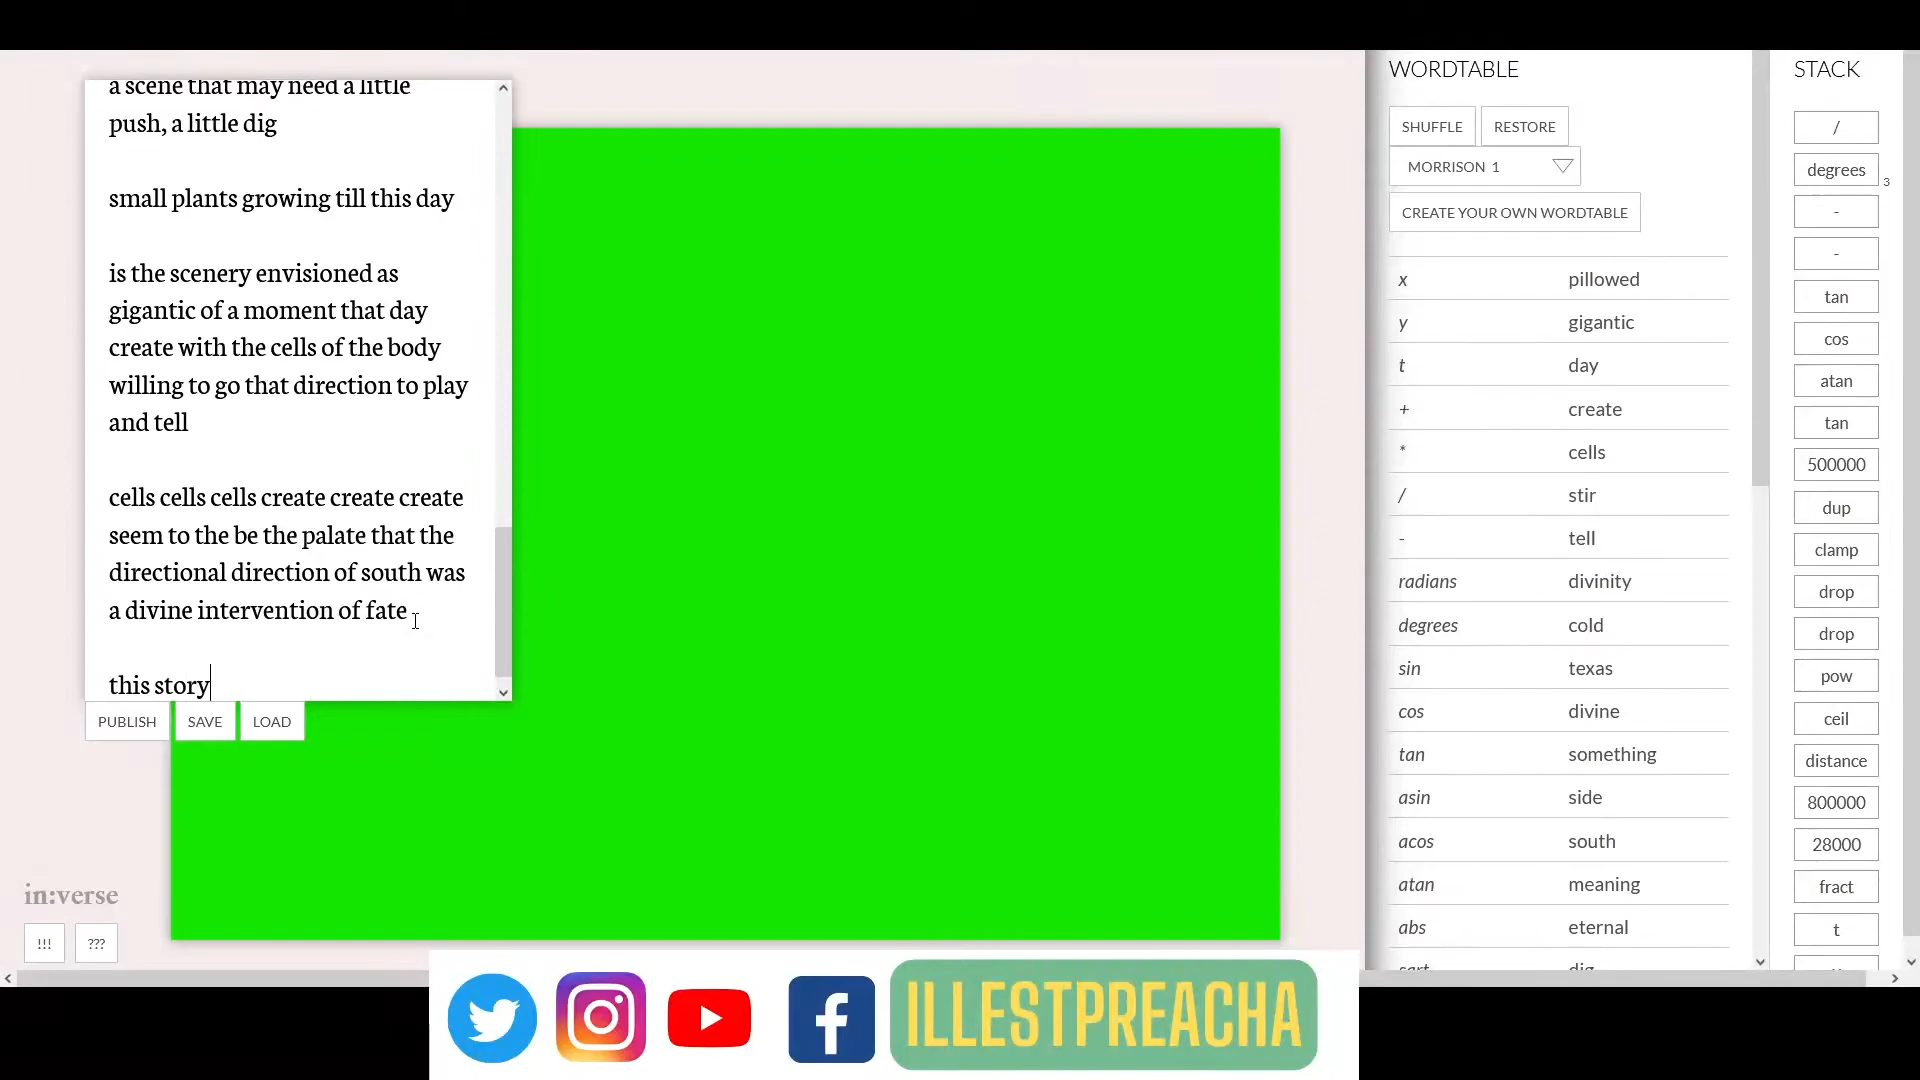 a scene that may need a little
push, a little dig
small plants growing till this day
is the scenery envisioned as
gigantic of a moment that day
create with the cells of the body
willing to go that direction to play
and tell
cells cells cells create create create
seem to the be the palate that the
directional direction of south was
a divine intervention of fate
this story
PUBLISH SAVE LOAD
in:verse
!!! ???
WORDTABLE
SHUFFLE RESTORE
MORRISON 1
CREATE YOUR OWN WORDTABLE
x pillowed
y gigantic
t day
+ create
* cells
/ stir
- tell
radians divinity
degrees cold
sin texas
cos divine
tan something
asin side
acos south
atan meaning
abs eternal
sqrt dig
STACK
/
degrees 3
-
-
tan
cos
atan
tan
500000
dup
clamp
drop
drop
pow
ceil
distance
800000
28000
fract
t
ILLESTPREACHA